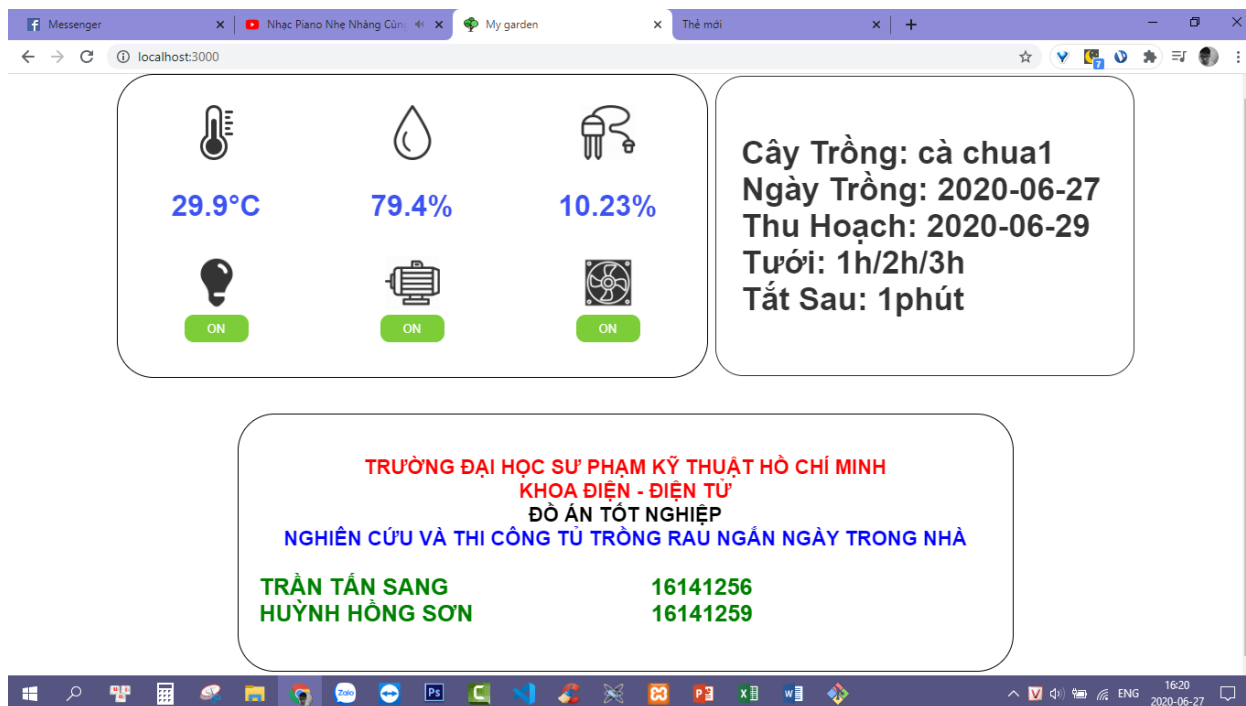 Messenger
Nhạc Piano Nhẹ Nhàng Cùn
My garden
Thẻ mới
localhost:3000
7
29.9°C
79.4%
10.23%
ON
ON
ON
Cây Trồng: cà chua1
Ngày Trồng: 2020-06-27
Thu Hoạch: 2020-06-29
Tưới: 1h/2h/3h
Tắt Sau: 1phút
TRƯỜNG ĐẠI HỌC SƯ PHẠM KỸ THUẬT HỒ CHÍ MINH
KHOA ĐIỆN - ĐIỆN TỬ
ĐỒ ÁN TỐT NGHIỆP
NGHIÊN CỨU VÀ THI CÔNG TỦ TRỒNG RAU NGẮN NGÀY TRONG NHÀ
TRẦN TẤN SANG 16141256
HUỲNH HỒNG SƠN 16141259
Zalo
Ps
ENG
16:20
2020-06-27